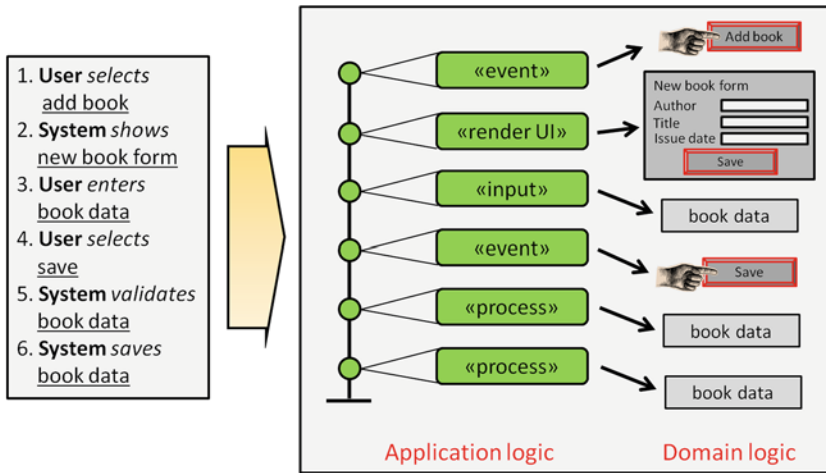 1. User selects
add book
2. System shows
new book form
3. User enters
book data
4. User selects
save
5. System validates
book data
6. System saves
book data
«event»
Add book
«render UI»
New book form
Author
Title
Issue date
Save
«input»
book data
«event»
Save
«process»
book data
«process»
book data
Application logic
Domain logic